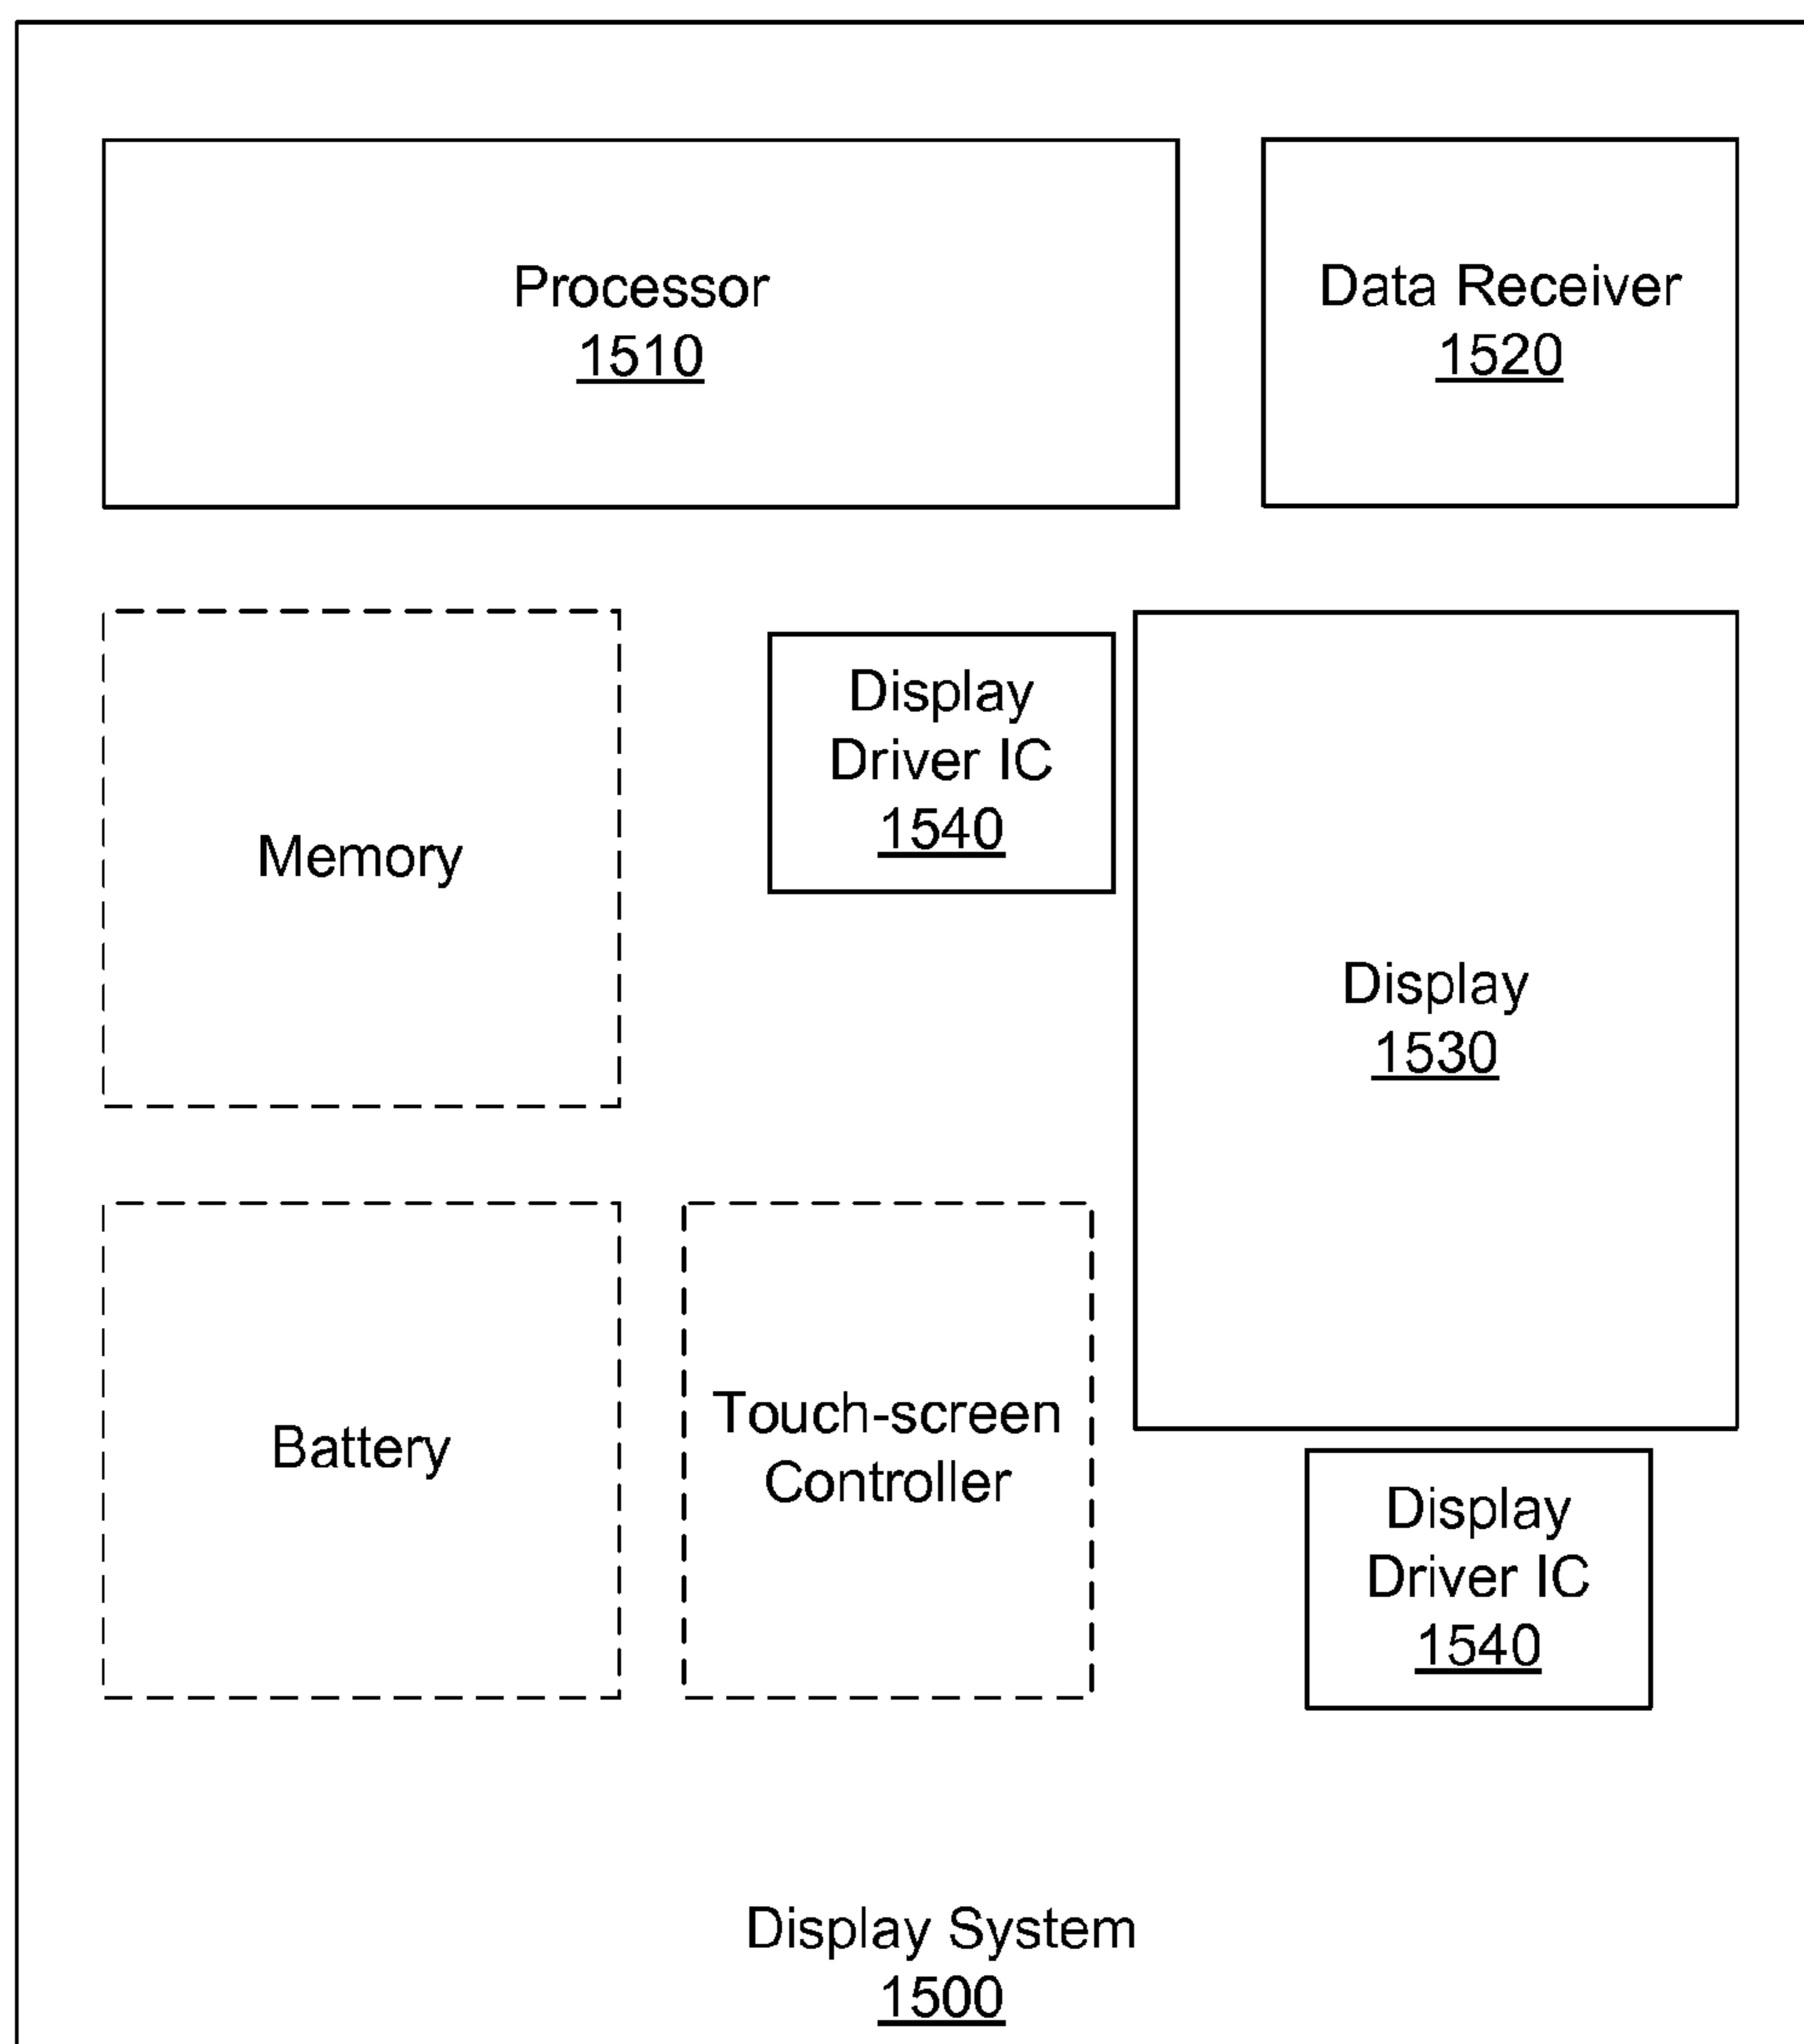 Processor
1510
Data Receiver
1520
Memory
Display
Driver IC
1540
Display
1530
Battery
Touch-screen
Controller
Display
Driver IC
1540
Display System
1500